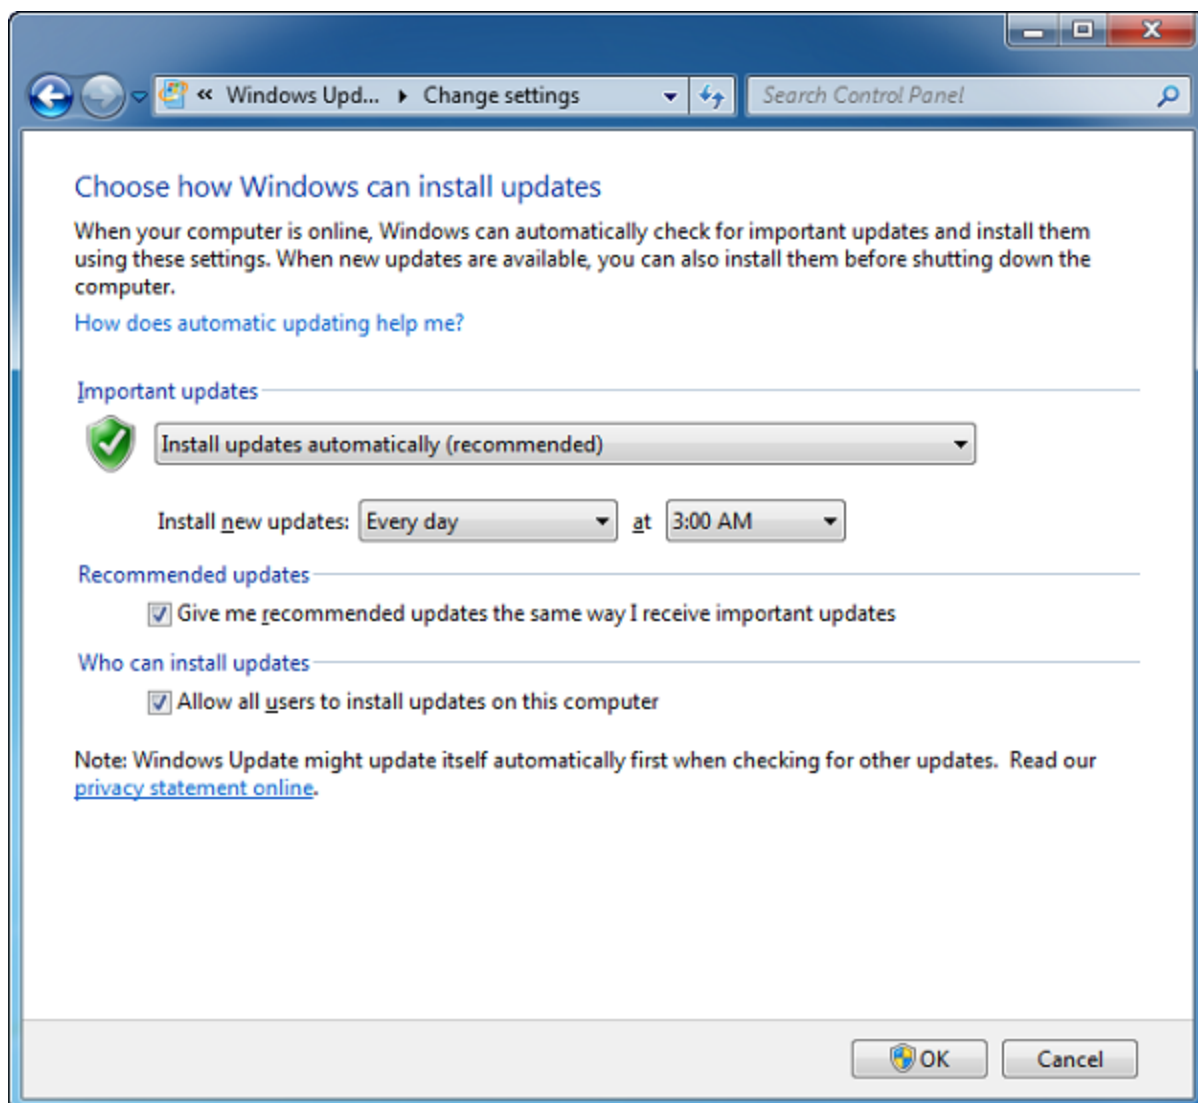 « Windows Upd... ▸ Change settings
Search Control Panel
Choose how Windows can install updates
When your computer is online, Windows can automatically check for important updates and install them
using these settings. When new updates are available, you can also install them before shutting down the
computer.
How does automatic updating help me?
Important updates
Install updates automatically (recommended)
Install new updates: Every day at 3:00 AM
Recommended updates
Give me recommended updates the same way I receive important updates
Who can install updates
Allow all users to install updates on this computer
Note: Windows Update might update itself automatically first when checking for other updates.  Read our
privacy statement online.
OK Cancel